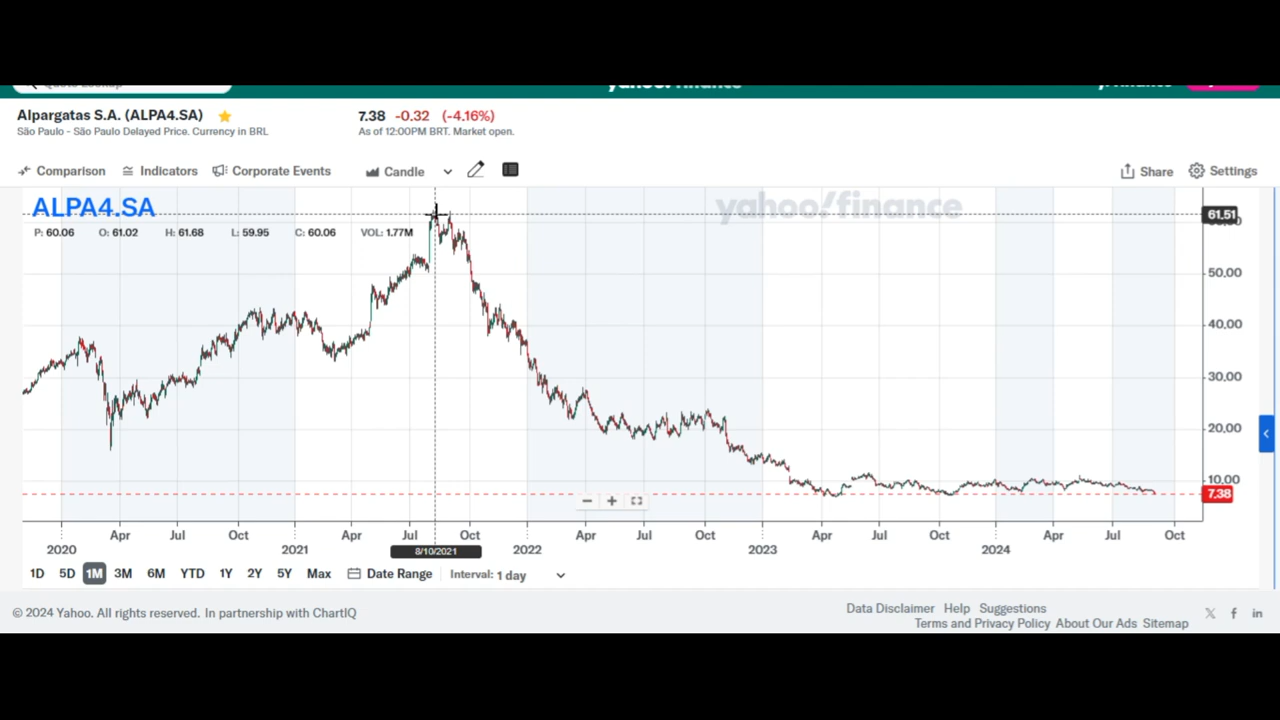 Quote Lookup
yahoo! finance
Alpargatas S.A. (ALPA4.SA)
7.38 -0.32 (-4.16%)
São Paulo - São Paulo Delayed Price. Currency in BRL
As of 12:00PM BRT. Market open.
Comparison Indicators Corporate Events Candle Share Settings
ALPA4.SA
yahoo!finance
61.51
P: 60.06 O: 61.02 H: 61.68 L: 59.95 C: 60.06 VOL: 1.77M
50.00
40.00
30.00
20.00
10.00
7.38
Apr Jul Oct Apr Jul Oct Apr Jul Oct Apr Jul Oct Apr Jul Oct
2020 2021 8/10/2021 2022 2023 2024
1D 5D 1M 3M 6M YTD 1Y 2Y 5Y Max Date Range Interval: 1 day
© 2024 Yahoo. All rights reserved. In partnership with ChartIQ
Data Disclaimer Help Suggestions
Terms and Privacy Policy About Our Ads Sitemap